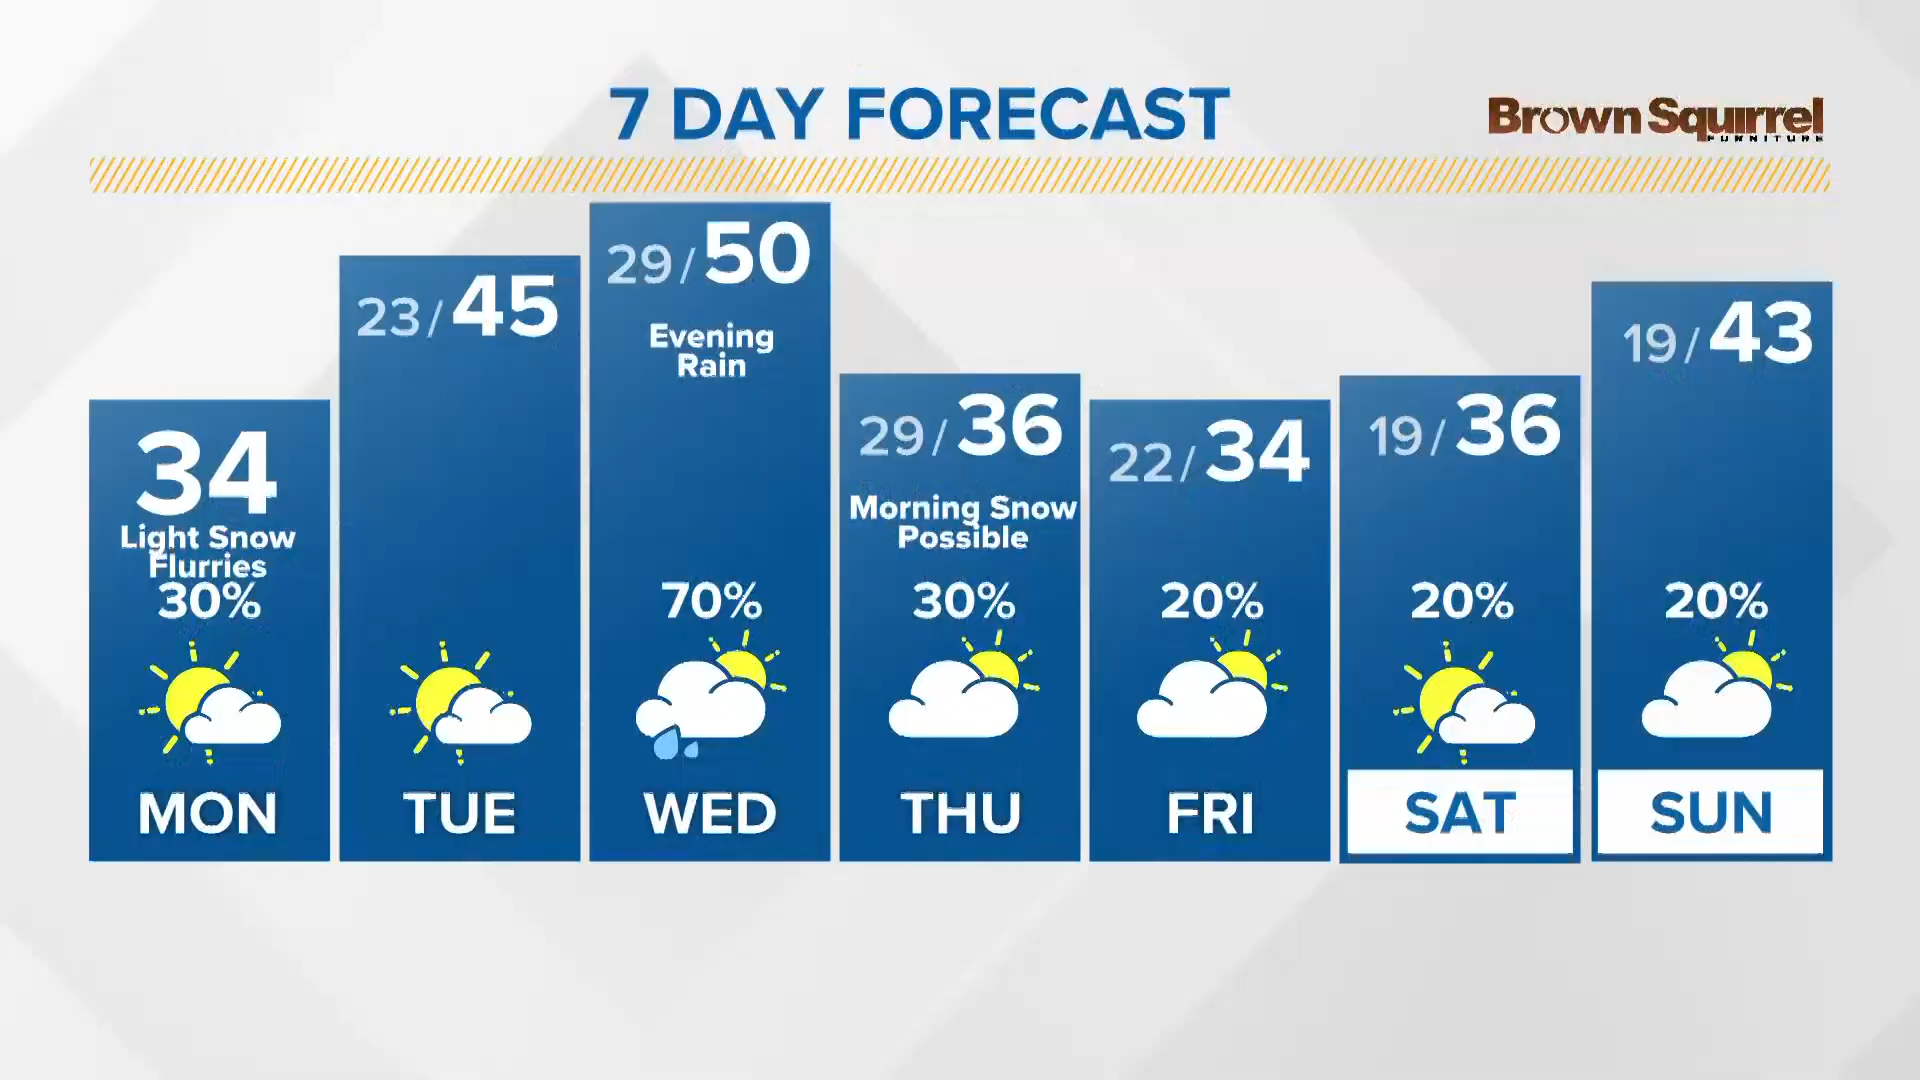 7 DAY FORECAST
Brown Squirrel
FURNITURE
34
Light Snow
Flurries
30%
MON
23/45
TUE
29/50
Evening
Rain
70%
WED
29/36
Morning Snow
Possible
30%
THU
22/34
20%
FRI
19/36
20%
SAT
19/43
20%
SUN